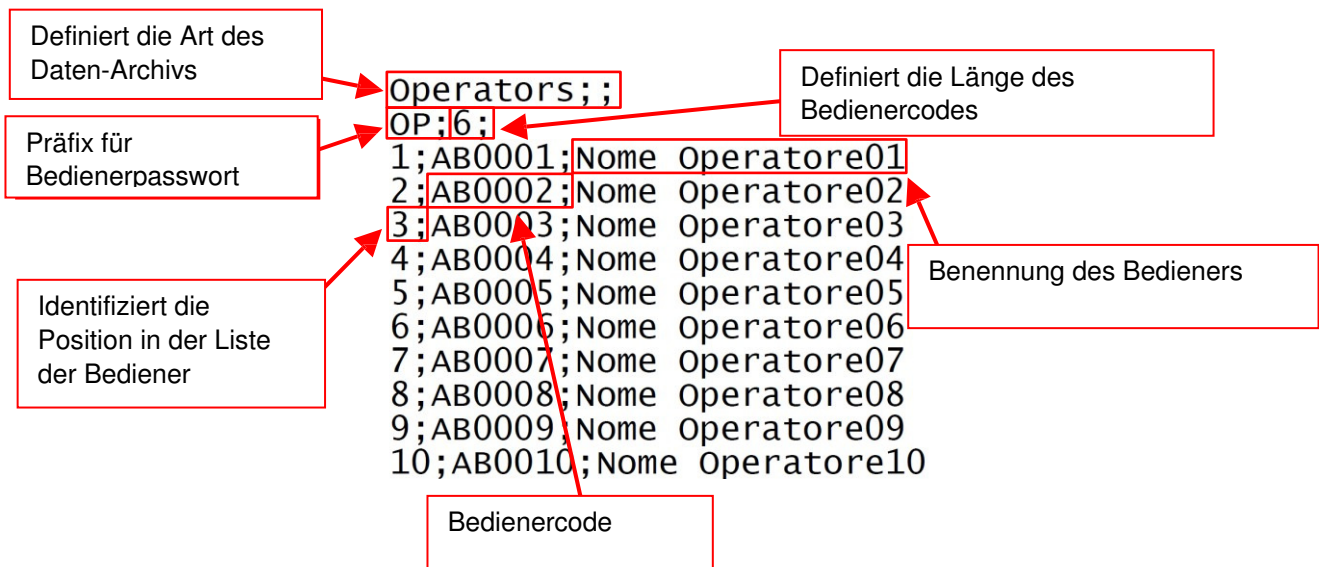 Definiert die Art des
Daten-Archivs
Präfix für
Bedienerpasswort
Identifiziert die
Position in der Liste
der Bediener
Operators;;
OP;6;
1;AB0001;Nome Operatore01
2;AB0002;Nome Operatore02
3;AB0003;Nome Operatore03
4;AB0004;Nome Operatore04
5;AB0005;Nome Operatore05
6;AB0006;Nome Operatore06
7;AB0007;Nome Operatore07
8;AB0008;Nome Operatore08
9;AB0009;Nome Operatore09
10;AB0010;Nome Operatore10
Definiert die Länge des
Bedienercodes
Benennung des Bedieners
Bedienercode